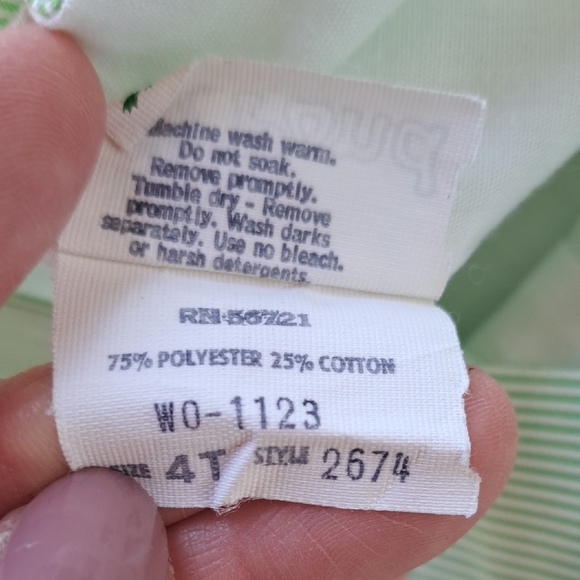 Machine wash warm.
Do not soak.
Remove promptly.
Tumble dry - Remove
promptly. Wash darks
separately. Use no bleach.
or harsh detergents.
RN 56721
75% POLYESTER 25% COTTON
WO-1123
SIZE 4T STYLE 2674